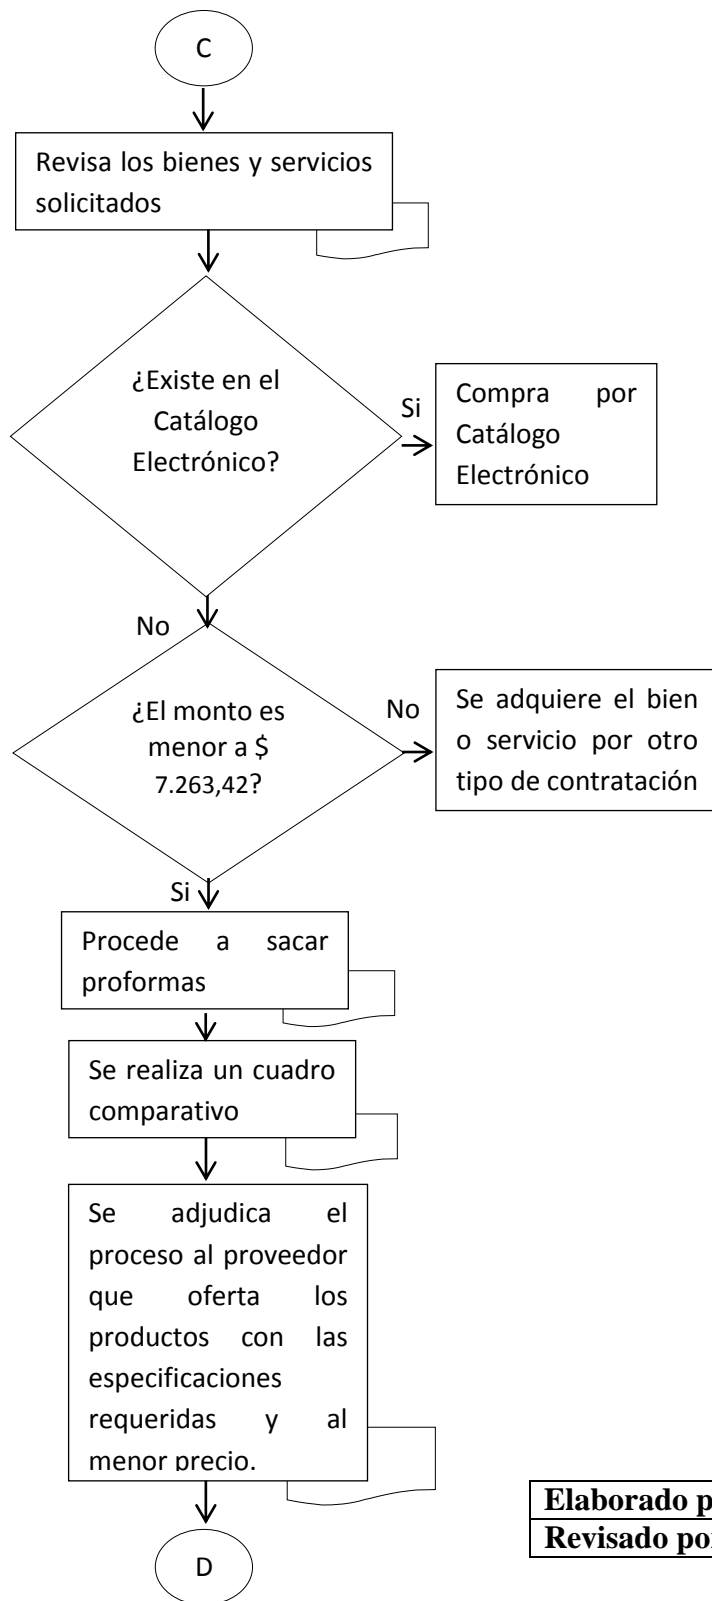 C
Revisa los bienes y servicios
solicitados
¿Existe en el
Catálogo
Electrónico?
Si
Compra por
Catálogo
Electrónico
No
¿El monto es
menor a $
7.263,42?
No
Se adquiere el bien
o servicio por otro
tipo de contratación
Si
Procede a sacar
proformas
Se realiza un cuadro
comparativo
Se adjudica el
proceso al proveedor
que oferta los
productos con las
especificaciones
requeridas y al
menor precio.
D
Elaborado p
Revisado po